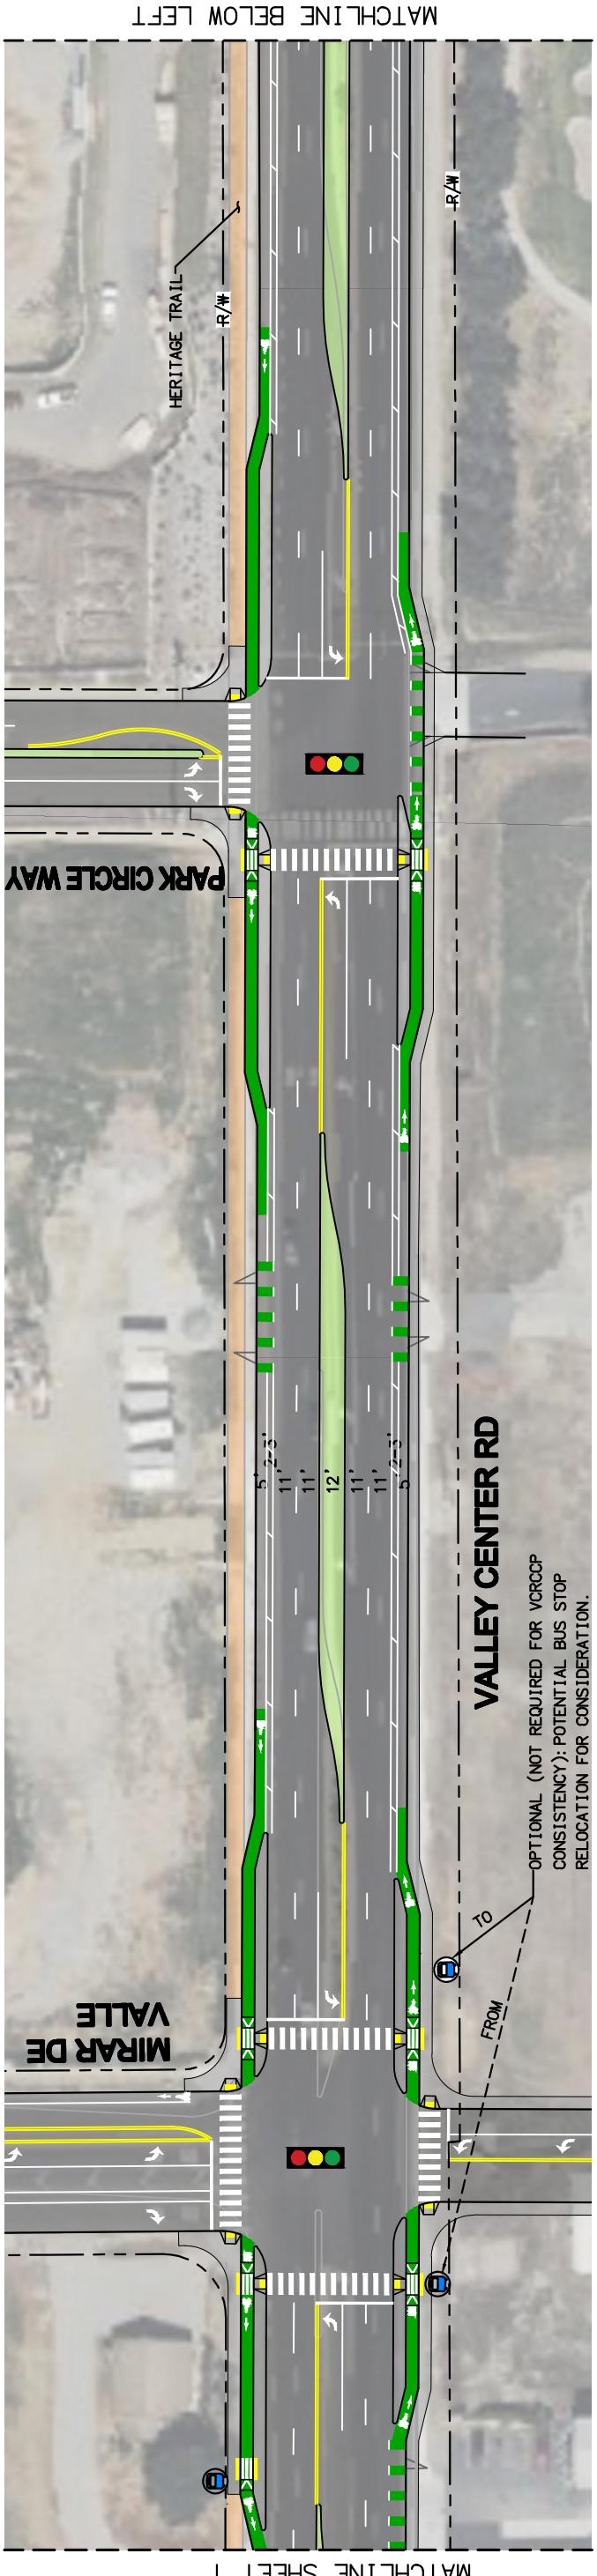 MATCHLINE BELOW LEFT
R/W
HERITAGE TRAIL
R/W
PARK CIRCLE WAY
5'
2-3'
11'
11'
12'
11'
11'
2-3'
5
VALLEY CENTER RD
OPTIONAL (NOT REQUIRED FOR VCRCCP
CONSISTENCY): POTENTIAL BUS STOP
RELOCATION FOR CONSIDERATION.
TO
FROM
MIRAR DE
VALLE
MATCHLINE SHEET 1